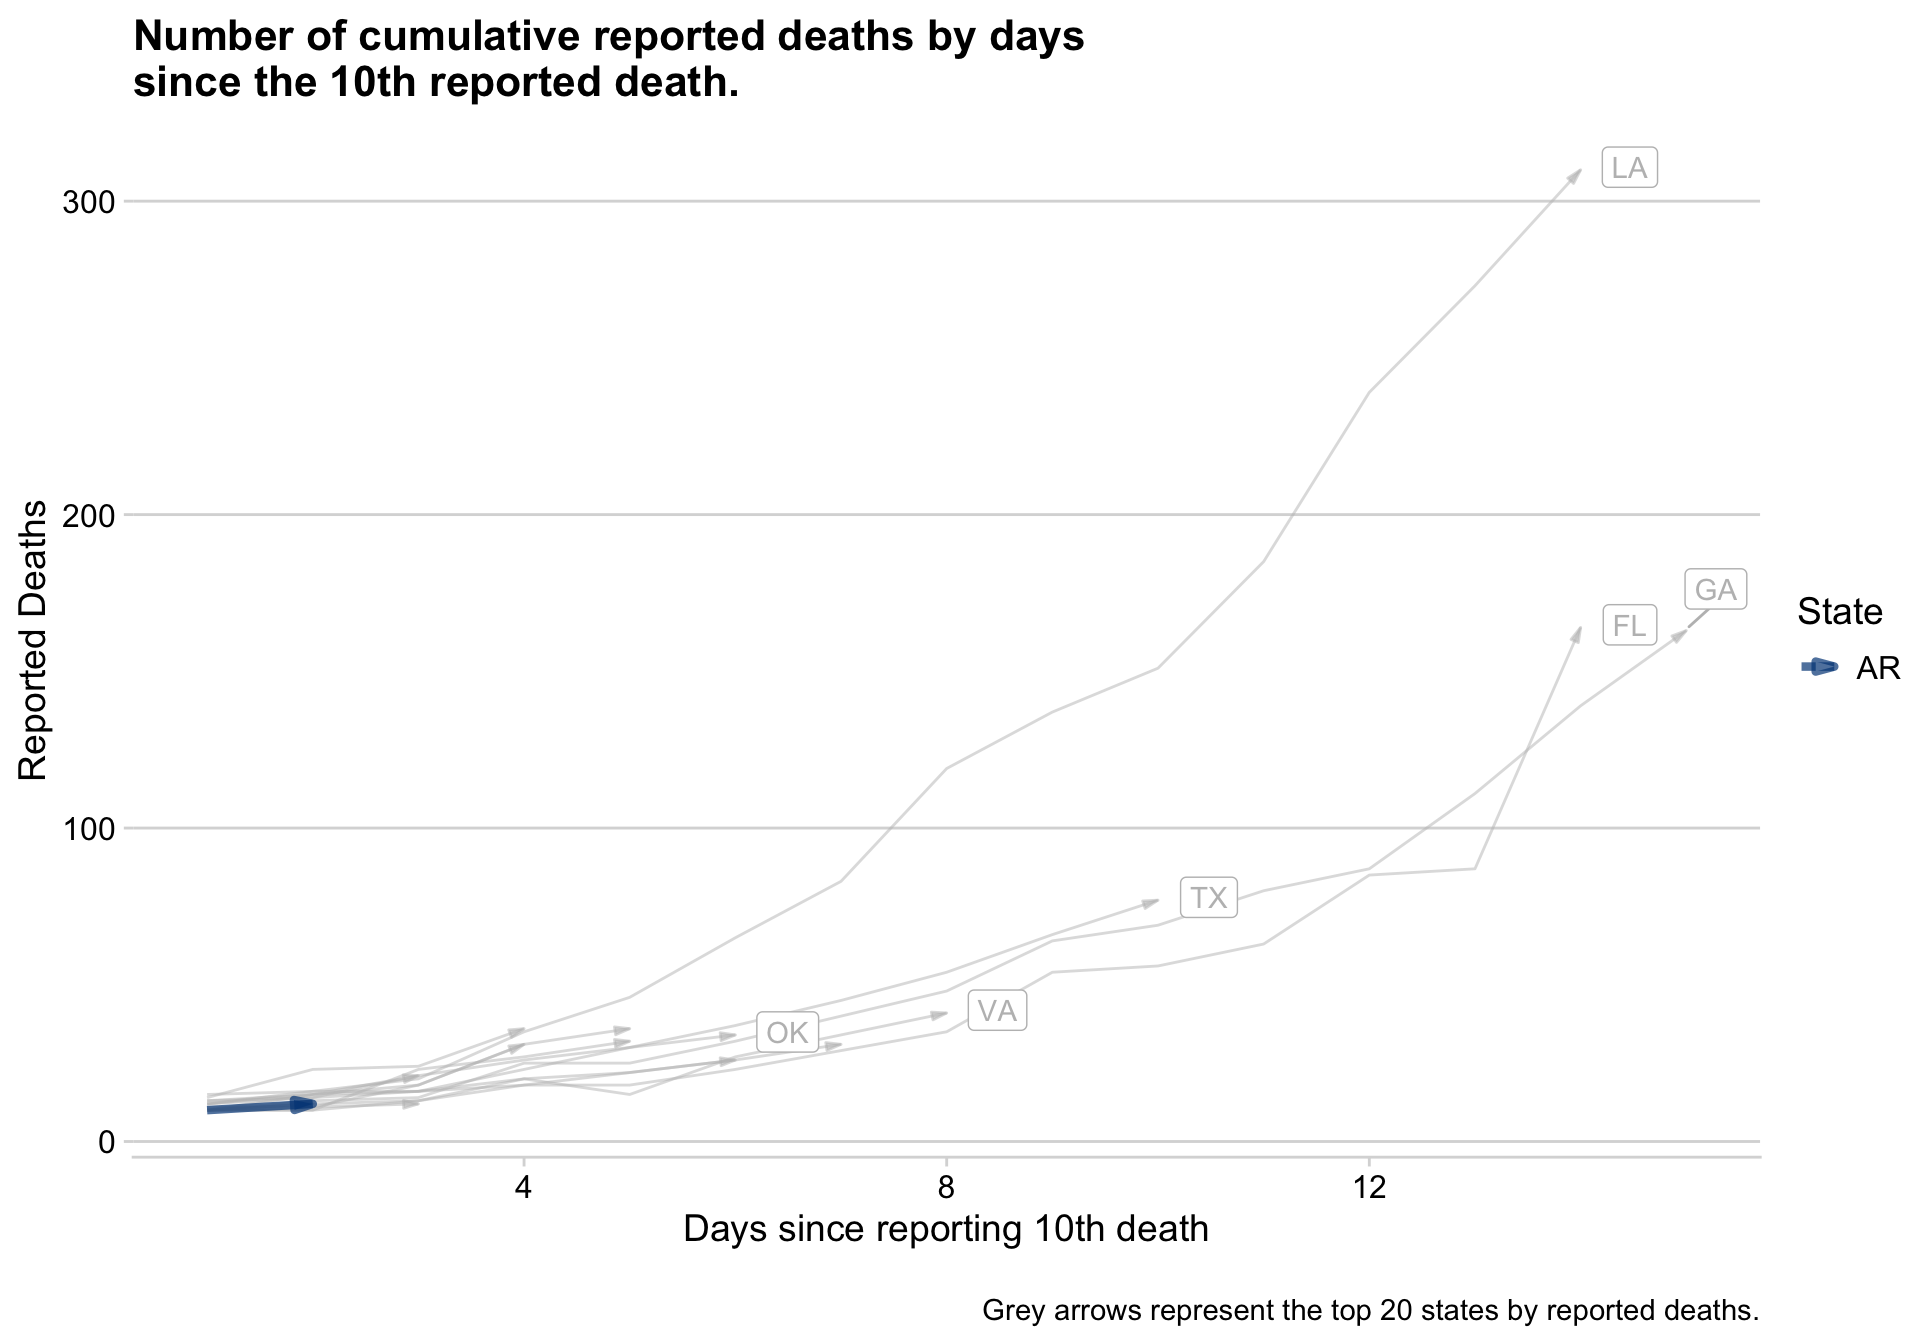 Number of cumulative reported deaths by days
since the 10th reported death.
LA
300
200
GA
FL
State
AR
Reported Deaths
100
TX
VA
OK
0
4
8
12
Days since reporting 10th death
Grey arrows represent the top 20 states by reported deaths.